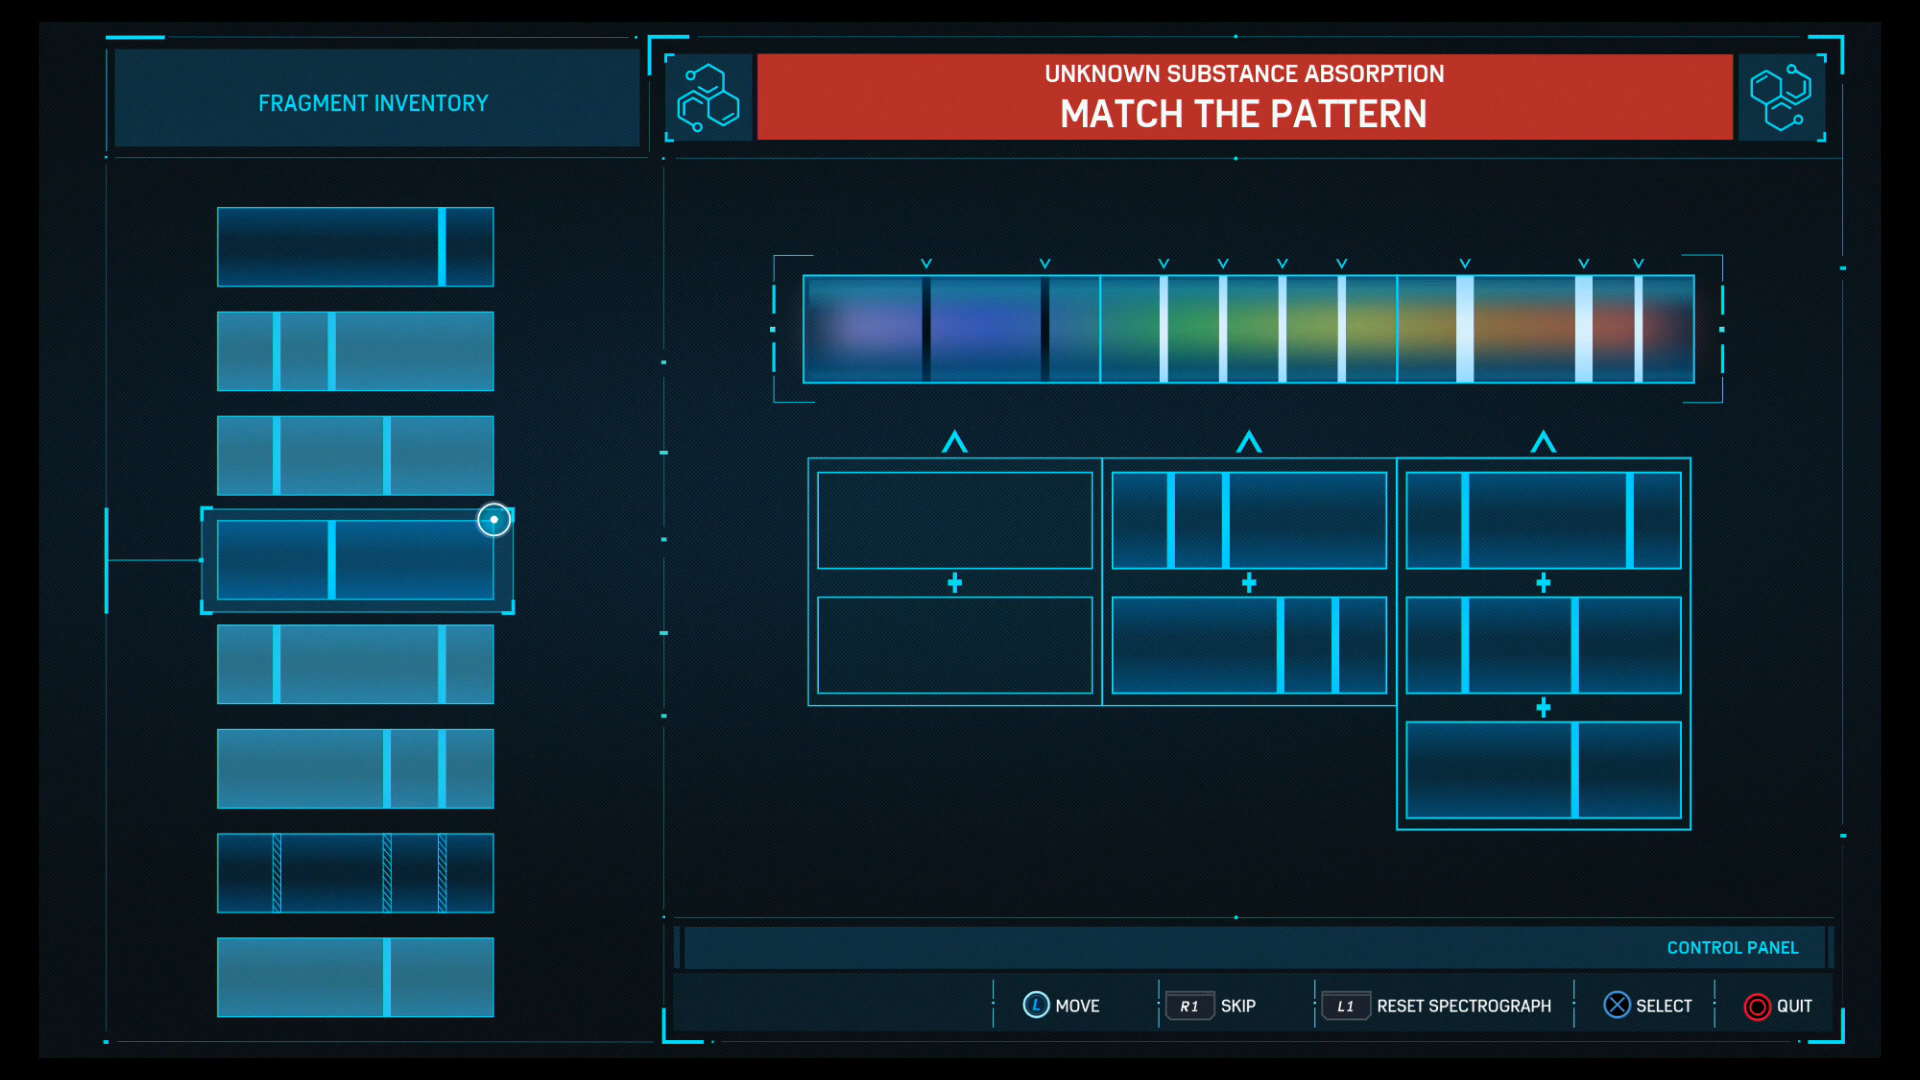 FRAGMENT INVENTORY
UNKNOWN SUBSTANCE ABSORPTION
MATCH THE PATTERN
CONTROL PANEL
L MOVE
R1 SKIP
L1 RESET SPECTROGRAPH
SELECT
QUIT